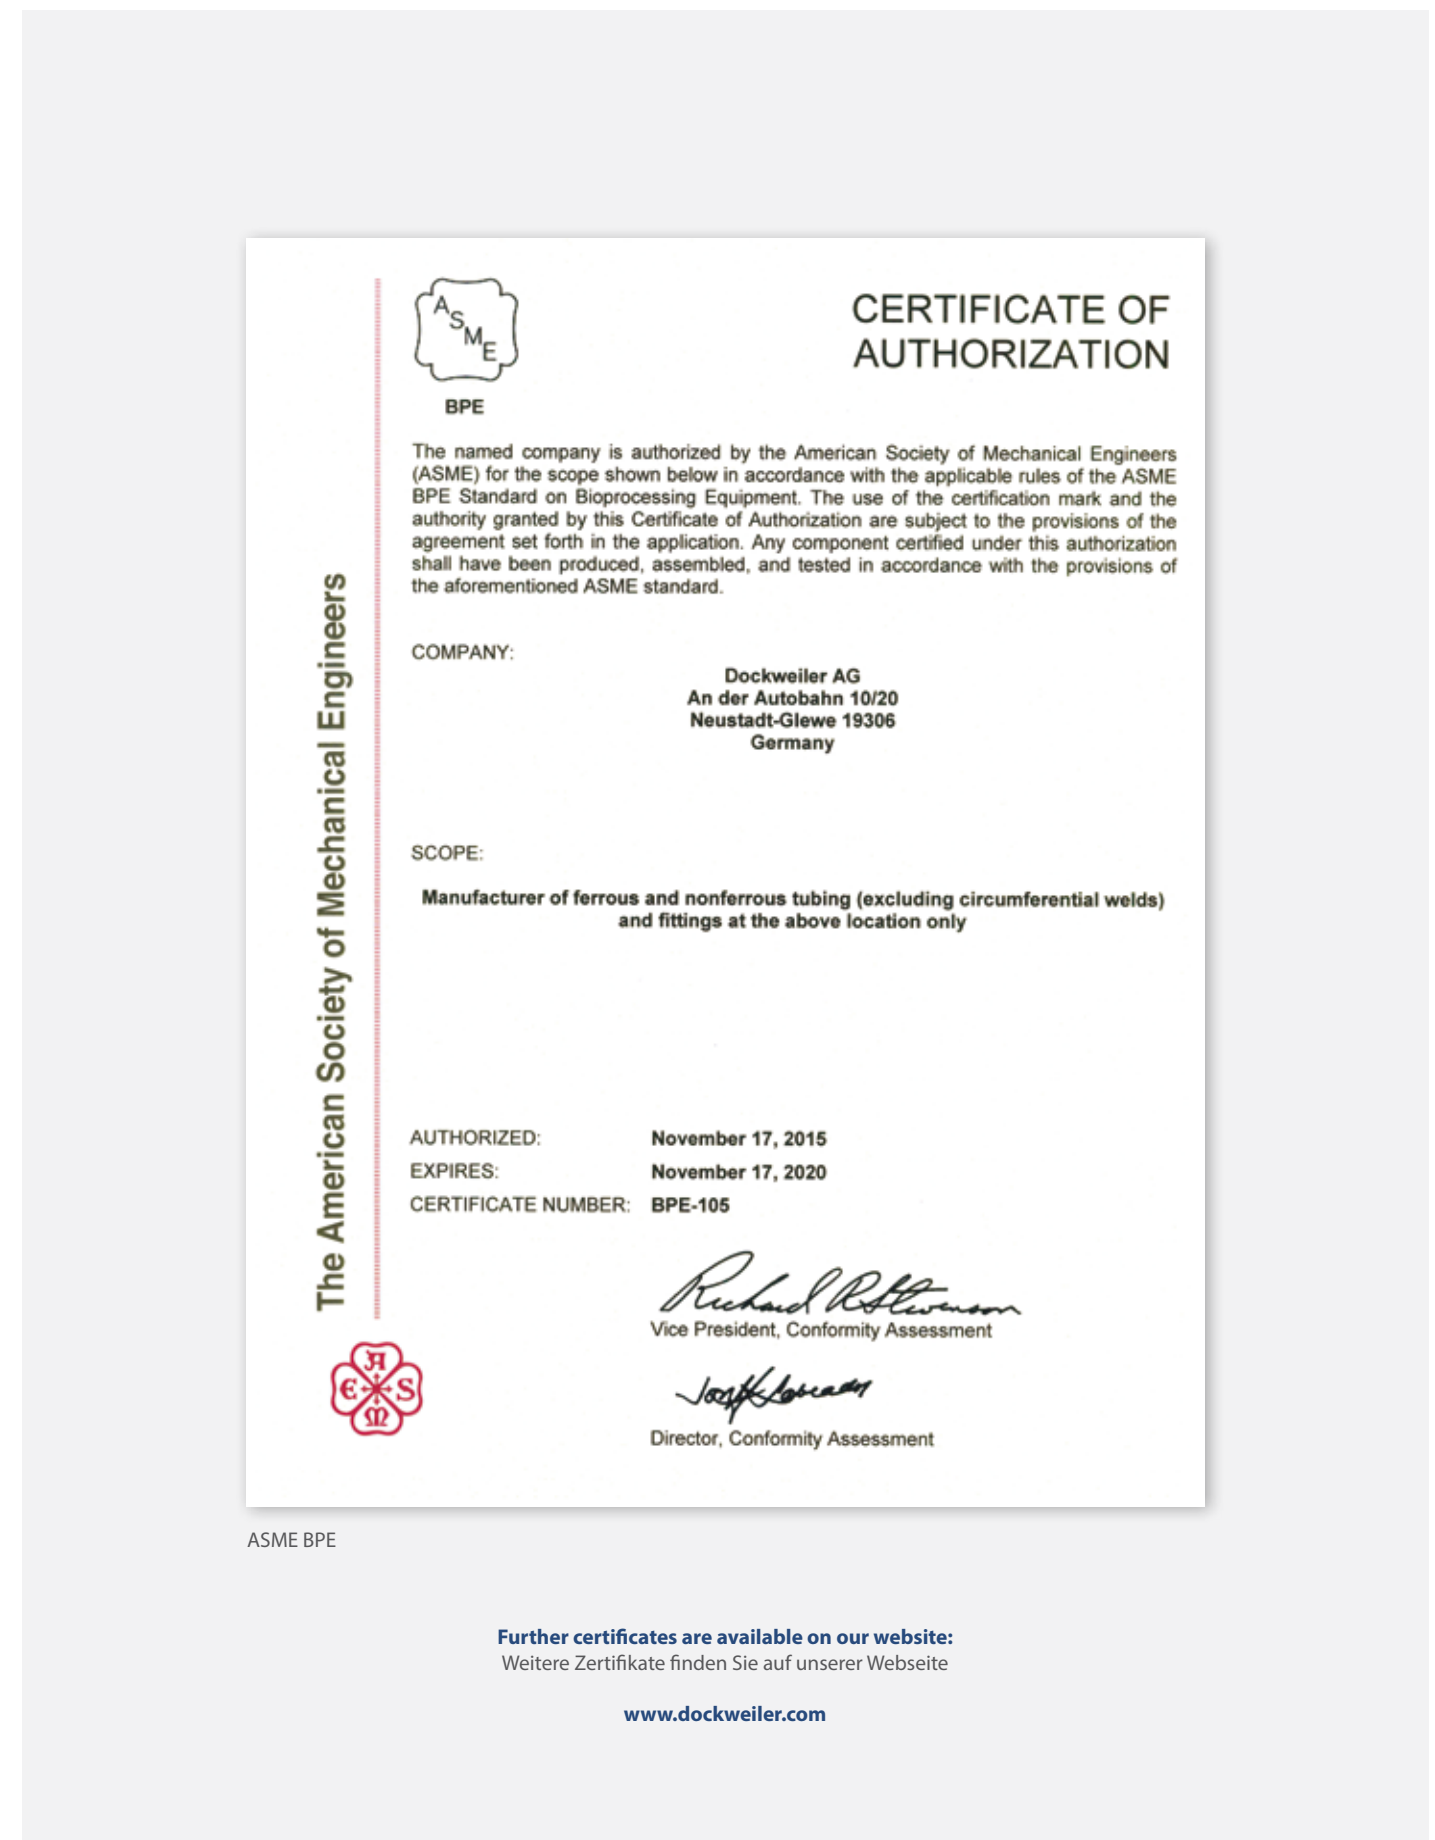 A
S
M
E
BPE
CERTIFICATE OF
AUTHORIZATION
The named company is authorized by the American Society of Mechanical Engineers
(ASME) for the scope shown below in accordance with the applicable rules of the ASME
BPE Standard on Bioprocessing Equipment. The use of the certification mark and the
authority granted by this Certificate of Authorization are subject to the provisions of the
agreement set forth in the application. Any component certified under this authorization
shall have been produced, assembled, and tested in accordance with the provisions of
the aforementioned ASME standard.
The American Society of Mechanical Engineers
COMPANY:
Dockweiler AG
An der Autobahn 10/20
Neustadt-Glewe 19306
Germany
SCOPE:
Manufacturer of ferrous and nonferrous tubing (excluding circumferential welds)
and fittings at the above location only
AUTHORIZED: November 17, 2015
EXPIRES: November 17, 2020
CERTIFICATE NUMBER: BPE-105
Richard R Stevenson
Vice President, Conformity Assessment
Director, Conformity Assessment
A
E S
M
ASME BPE
Further certificates are available on our website:
Weitere Zertifikate finden Sie auf unserer Webseite
www.dockweiler.com